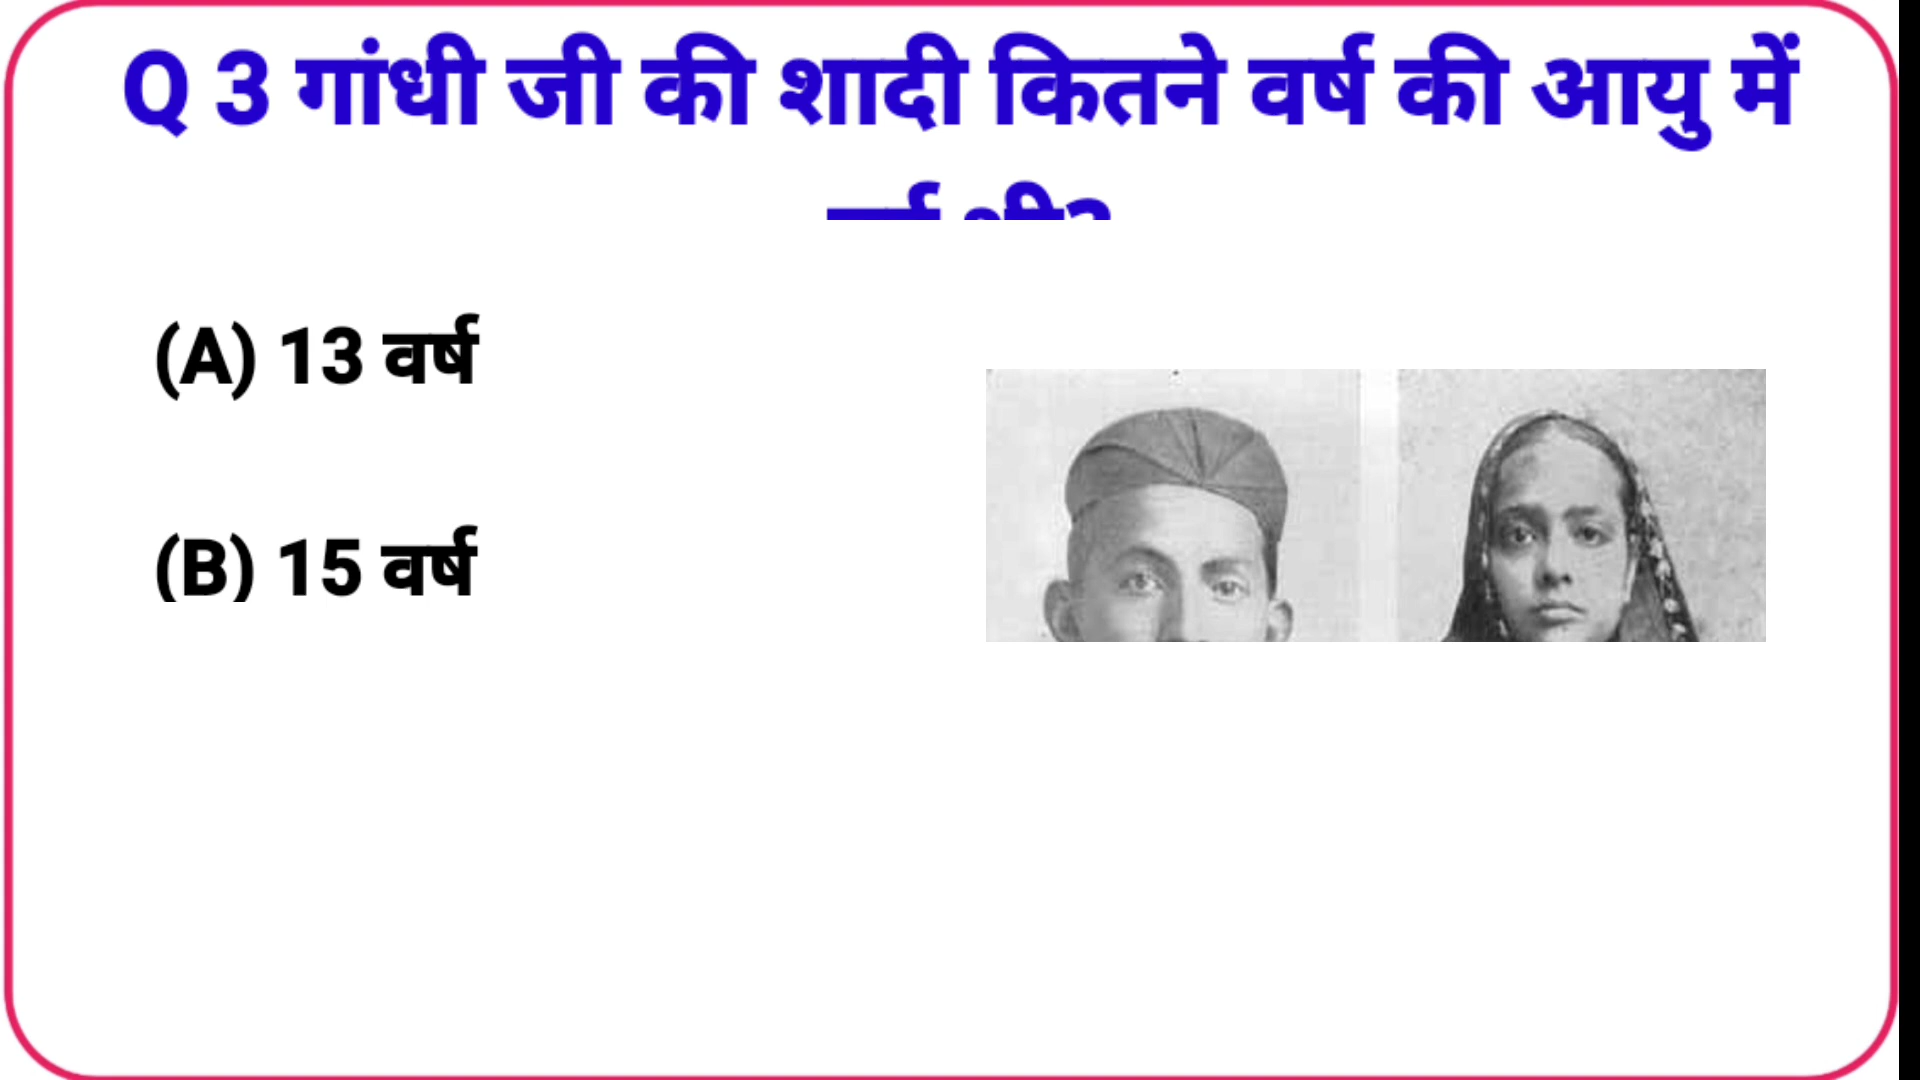 Q 3 गांधी जी की शादी कितने वर्ष की आयु में
(A) 13 वर्ष
(B) 15 वर्ष